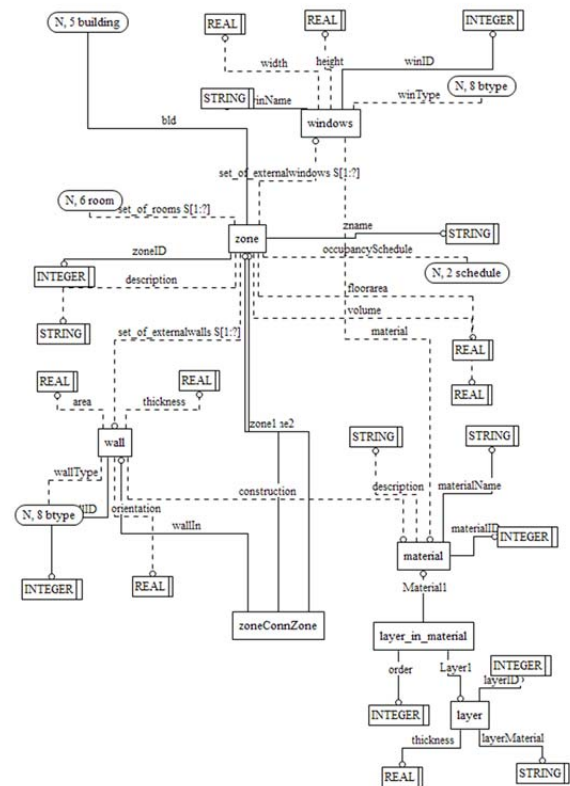 N, 5 building
REAL
REAL
INTEGER
width
height
winID
N, 8 btype
STRING
inName
winType
windows
bld
set_of_externalwindows S[1:?]
N, 6 room
set_of_rooms S[1:?]
zname
zone
STRING
zoneID
occupancySchedule
INTEGER
description
N, 2 schedule
floorarea
STRING
volume
set_of_externalwalls S[1:?]
material
REAL
REAL
REAL
REAL
area
thickness
zone1
e2
STRING
STRING
wall
wallType
description
materialName
construction
N, 8 btype
ID
orientation
wallIn
materialID
INTEGER
material
INTEGER
REAL
Material1
zoneConnZone
layer_in_material
INTEGER
order
Layer1
layerID
INTEGER
layer
thickness
layerMaterial
REAL
STRING